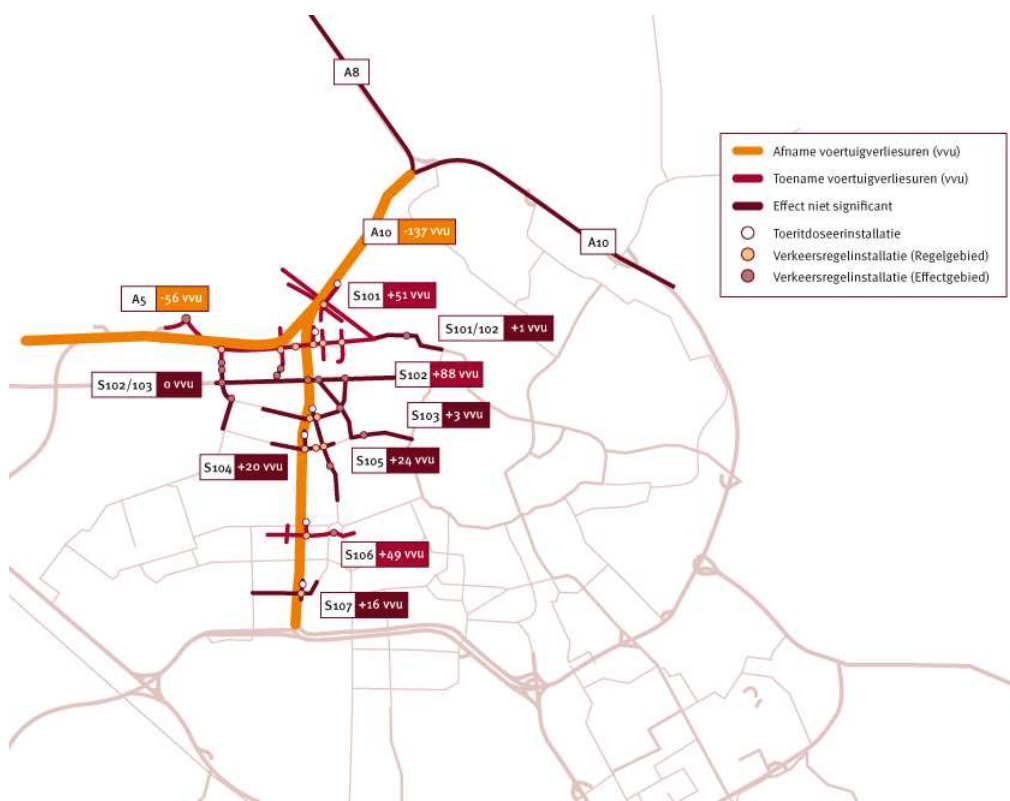 A8
Afname voertuigverliesuren (vvu)
Toename voertuigverliesuren (vvu)
Effect niet significant
Toeritdoseerinstallatie
Verkeersregelinstallatie (Regelgebied)
Verkeersregelinstallatie (Effectgebied)
A10 -137 vvu
A10
A5 -56 vvu
S101 +51 vvu
S101/102 +1 vvu
S102/103 0 vvu
S102 +88 vvu
S103 +3 vvu
S104 +20 vvu
S105 +24 vvu
S106 +49 vvu
S107 +16 vvu